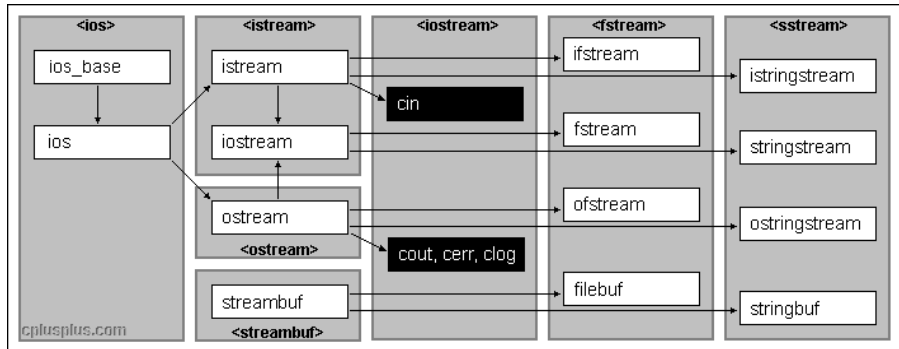 <ios>
<istream>
<iostream>
<fstream>
<sstream>
ios_base
istream
ifstream
istringstream
cin
ios
iostream
fstream
stringstream
ostream
ofstream
ostringstream
<ostream>
cout, cerr, clog
streambuf
filebuf
stringbuf
<streambuf>
cplusplus.com